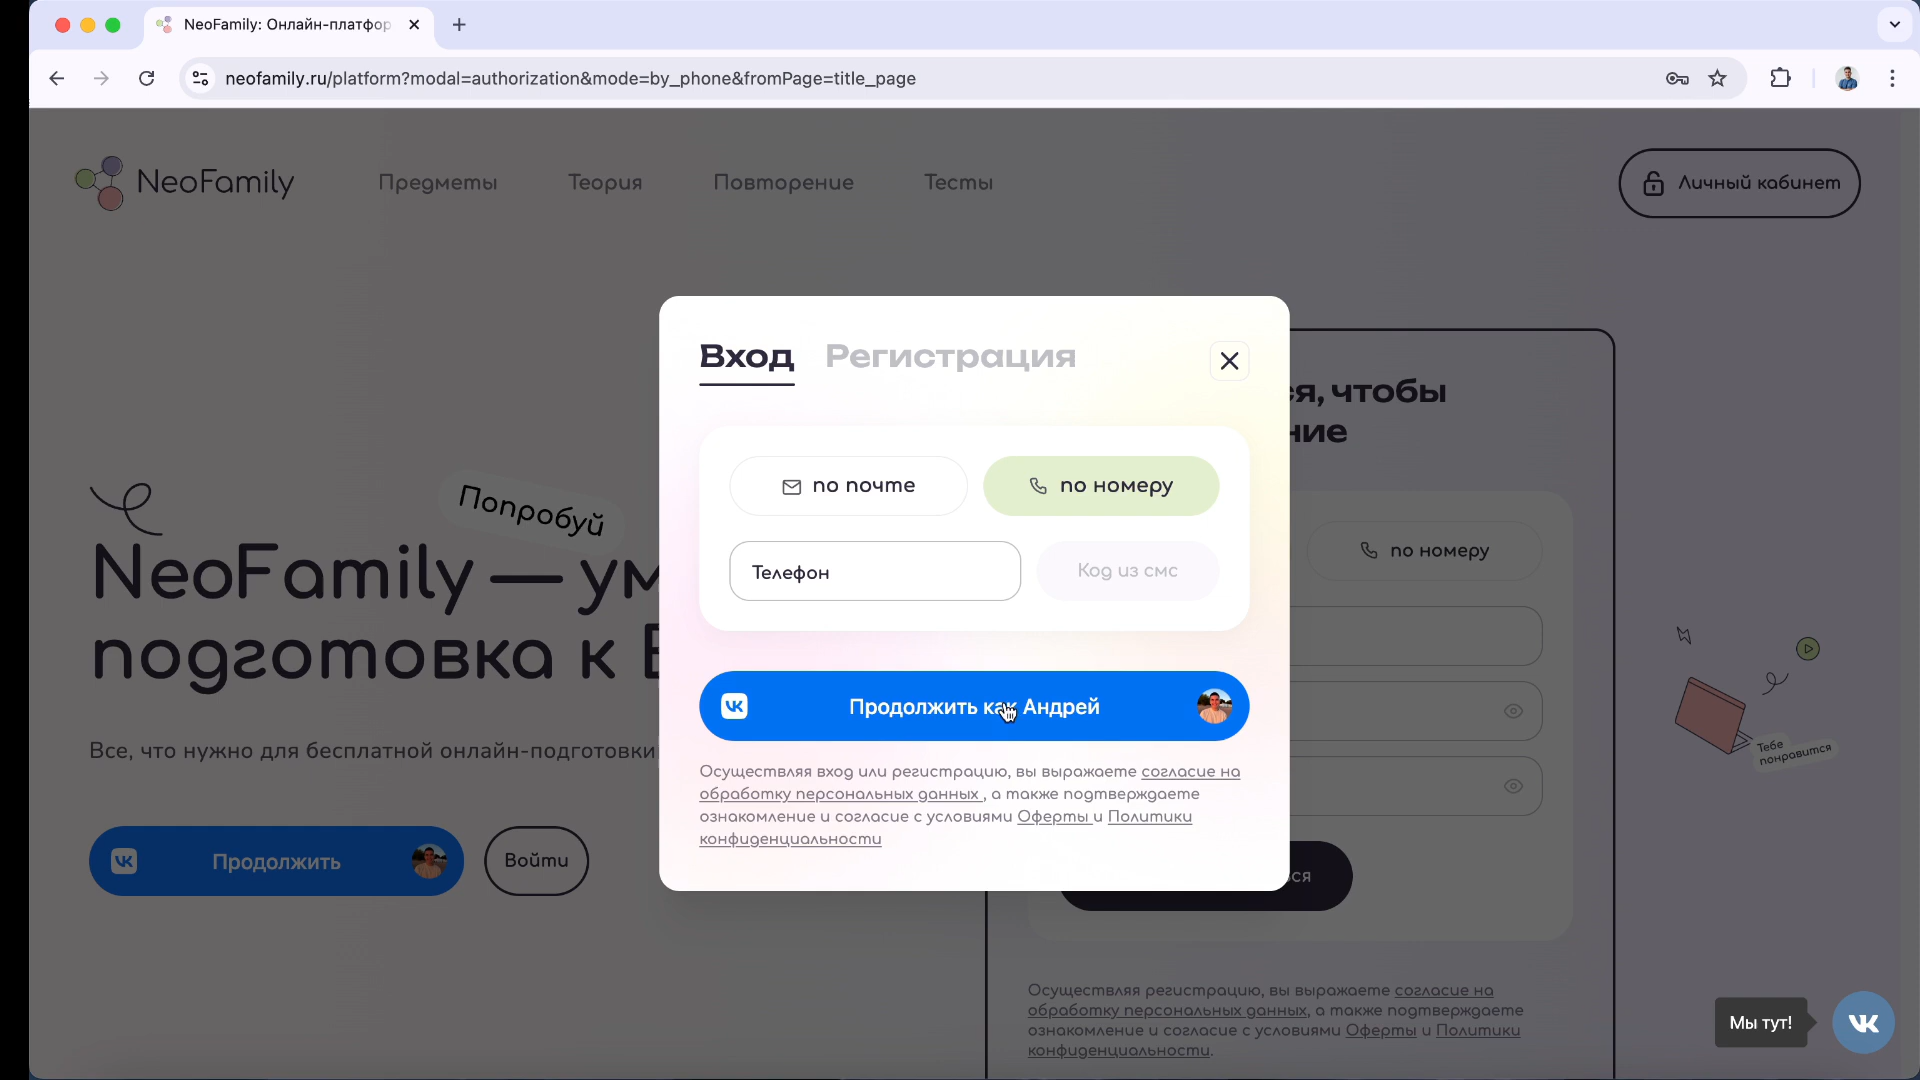 NeoFamily: Онлайн-платфор
neofamily.ru/platform?modal=authorization&mode=by_phone&fromPage=title_page
NeoFamily
Предметы
Теория
Повторение
Тесты
Личный кабинет
Вход
Регистрация
ся, чтобы
ние
по почте
по номеру
Телефон
Код из смс
по номеру
Попробуй
NeoFamily — ум
подготовка к Е
Все, что нужно для бесплатной онлайн-подготовки
Продолжить как Андрей
Осуществляя вход или регистрацию, вы выражаете согласие на
обработку персональных данных , а также подтверждаете
ознакомление и согласие с условиями Оферты и Политики
конфиденциальности
Тебе
понравится
Продолжить
Войти
ся
Осуществляя регистрацию, вы выражаете согласие на
обработку персональных данных, а также подтверждаете
ознакомление и согласие с условиями Оферты и Политики
конфиденциальности.
Мы тут!